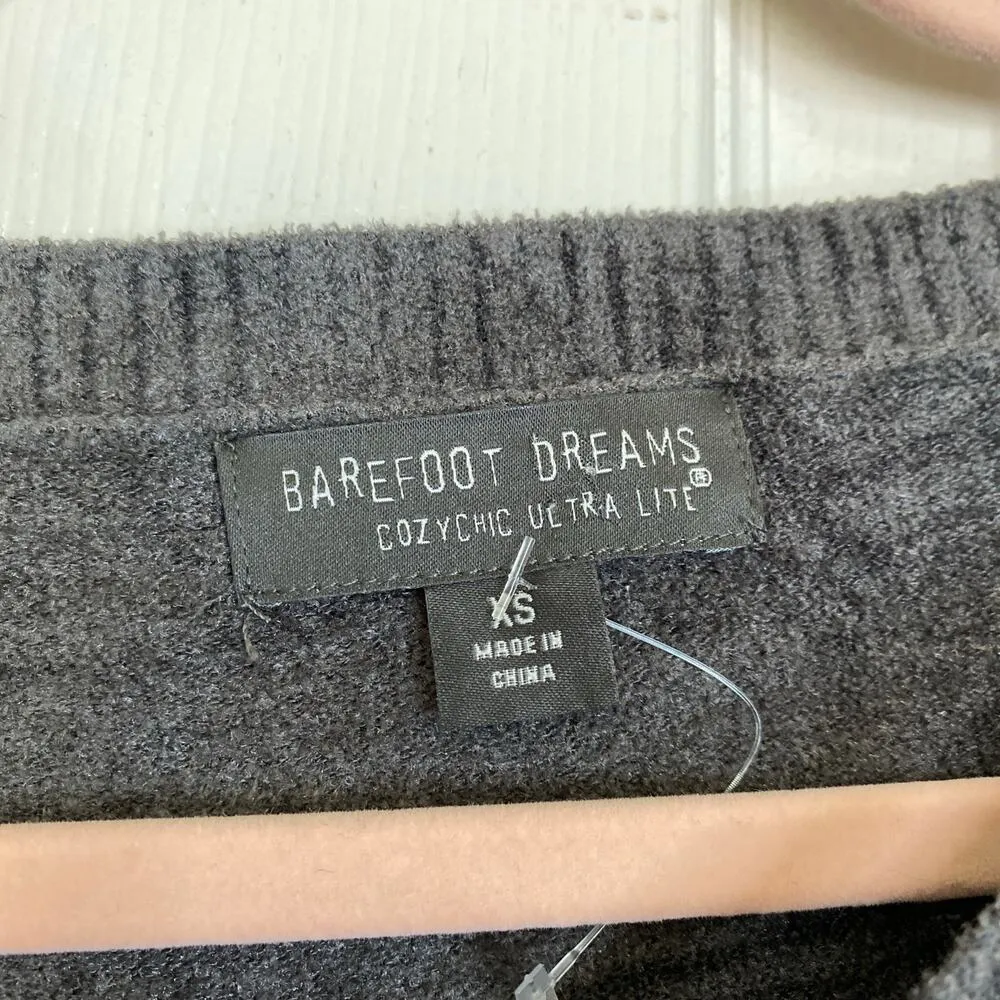 BAREFOOT DREAMS®
COZYCHIC ULTRA LITE
XS
MADE IN
CHINA